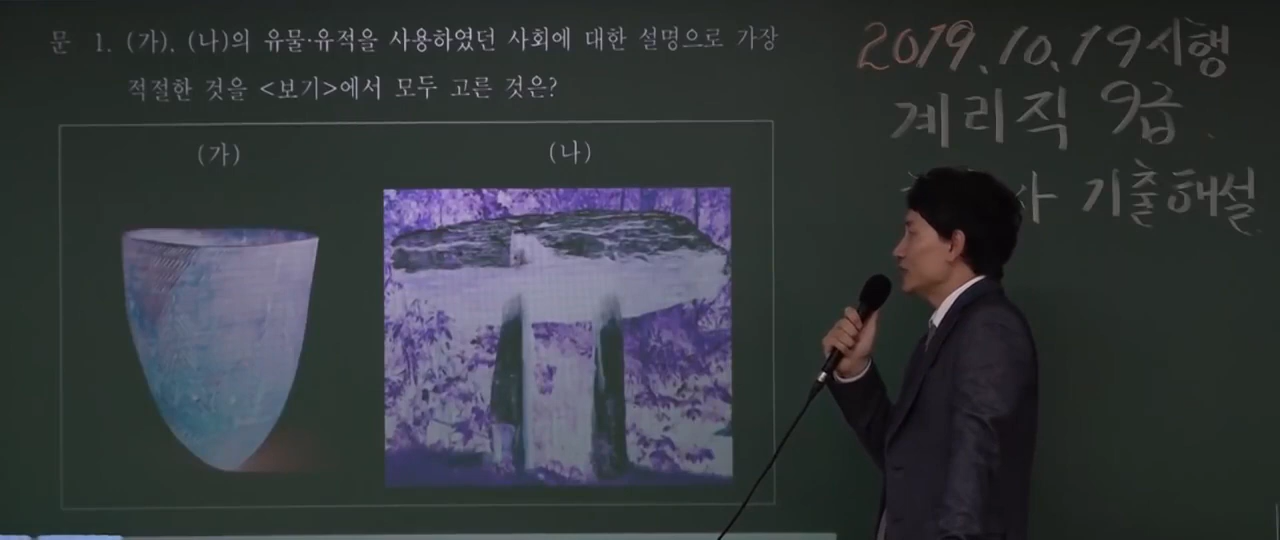 문 1. (가), (나)의 유물·유적을 사용하였던 사회에 대한 설명으로 가장
적절한 것을 <보기>에서 모두 고른 것은?
(가)
(나)
2019.10.19시행
계리직 9급
기출해설